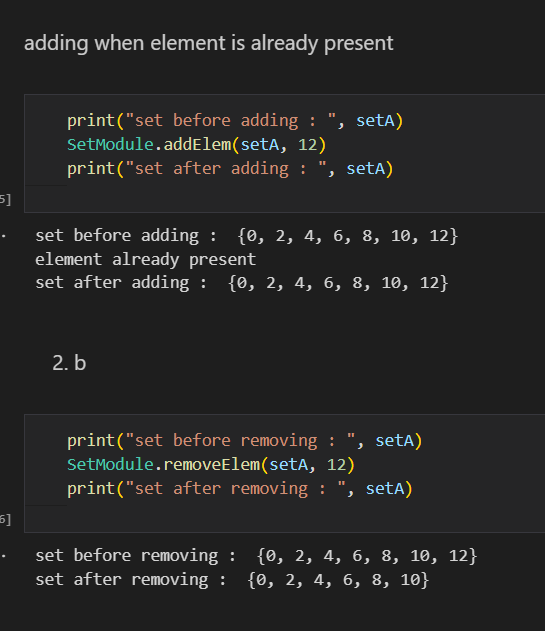 adding when element is already present
print("set before adding : ", setA)
SetModule.addElem(setA, 12)
print("set after adding : ", setA)
5]
set before adding :  {0, 2, 4, 6, 8, 10, 12}
element already present
set after adding :  {0, 2, 4, 6, 8, 10, 12}
2. b
print("set before removing : ", setA)
SetModule.removeElem(setA, 12)
print("set after removing : ", setA)
6]
set before removing :  {0, 2, 4, 6, 8, 10, 12}
set after removing :  {0, 2, 4, 6, 8, 10}